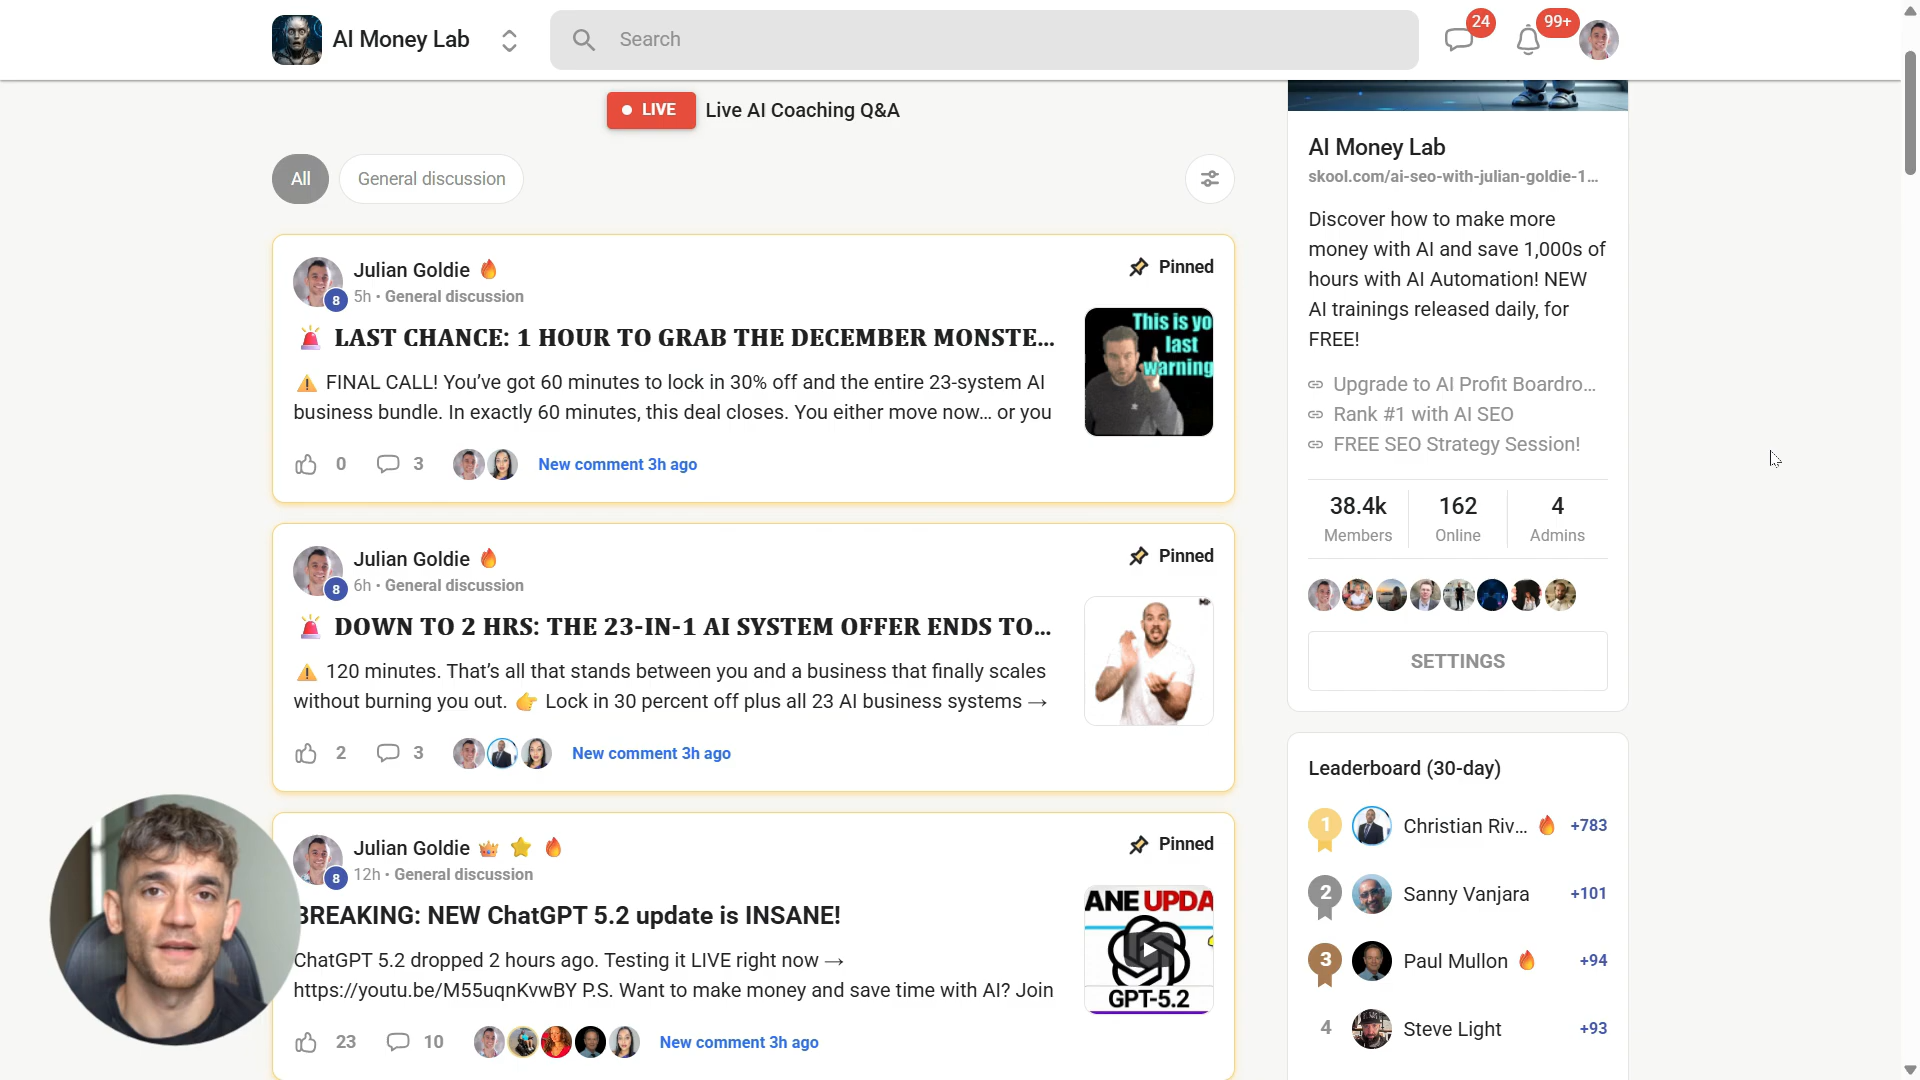 AI Money Lab
Search
24
99+
LIVE
Live AI Coaching Q&A
All
General discussion
Julian Goldie
8
5h • General discussion
Pinned
LAST CHANCE: 1 HOUR TO GRAB THE DECEMBER MONSTE...
FINAL CALL! You’ve got 60 minutes to lock in 30% off and the entire 23-system AI
business bundle. In exactly 60 minutes, this deal closes. You either move now... or you
This is yo
last
warning
0
3
New comment 3h ago
Julian Goldie
8
6h • General discussion
Pinned
DOWN TO 2 HRS: THE 23-IN-1 AI SYSTEM OFFER ENDS TO...
120 minutes. That’s all that stands between you and a business that finally scales
without burning you out. 👉 Lock in 30 percent off plus all 23 AI business systems →
2
3
New comment 3h ago
Julian Goldie
8
12h • General discussion
Pinned
BREAKING: NEW ChatGPT 5.2 update is INSANE!
ChatGPT 5.2 dropped 2 hours ago. Testing it LIVE right now →
https://youtu.be/M55uqnKvwBY P.S. Want to make money and save time with AI? Join
ANE UPDA
GPT-5.2
23
10
New comment 3h ago
AI Money Lab
skool.com/ai-seo-with-julian-goldie-1...
Discover how to make more
money with AI and save 1,000s of
hours with AI Automation! NEW
AI trainings released daily, for
FREE!
Upgrade to AI Profit Boardro...
Rank #1 with AI SEO
FREE SEO Strategy Session!
38.4k
Members
162
Online
4
Admins
SETTINGS
Leaderboard (30-day)
1
Christian Riv...
+783
2
Sanny Vanjara
+101
3
Paul Mullon
+94
4
Steve Light
+93